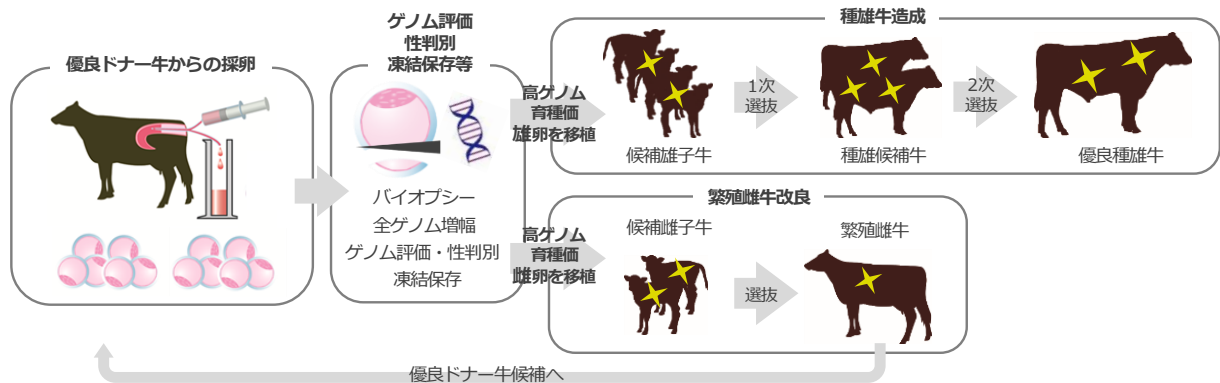 優良ドナー牛からの採卵
ゲノム評価
性判別
凍結保存等
バイオプシー
全ゲノム増幅
ゲノム評価・性判別
凍結保存
高ゲノム
育種価
雄卵を移植
種雄牛造成
候補雄子牛
1次
選抜
種雄候補牛
2次
選抜
優良種雄牛
高ゲノム
育種価
雌卵を移植
繁殖雌牛改良
候補雌子牛
選抜
繁殖雌牛
優良ドナー牛候補へ